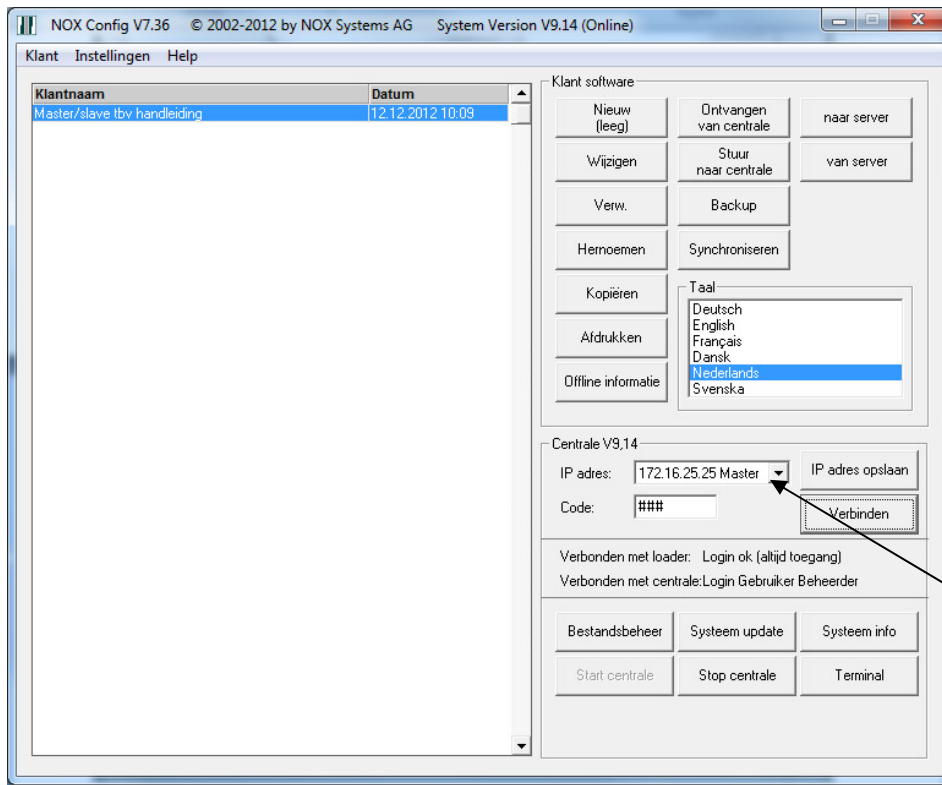 NOX Config V7.36 © 2002-2012 by NOX Systems AG System Version V9.14 (Online)
Klant Instellingen Help
Klantnaam Datum
Master/slave tbv handleiding 12.12.2012 10:09
Klant software
Nieuw
(leeg)
Ontvangen
van centrale
naar server
Wijzigen
Stuur
naar centrale
van server
Verw.
Backup
Hernoemen
Synchroniseren
Kopiëren
Afdrukken
Offline informatie
Taal
Deutsch
English
Français
Dansk
Nederlands
Svenska
Centrale V9,14
IP adres: 172.16.25.25 Master
IP adres opslaan
Code: ###
Verbinden
Verbonden met loader: Login ok (altijd toegang)
Verbonden met centrale:Login Gebruiker Beheerder
Bestandsbeheer Systeem update Systeem info
Start centrale Stop centrale Terminal